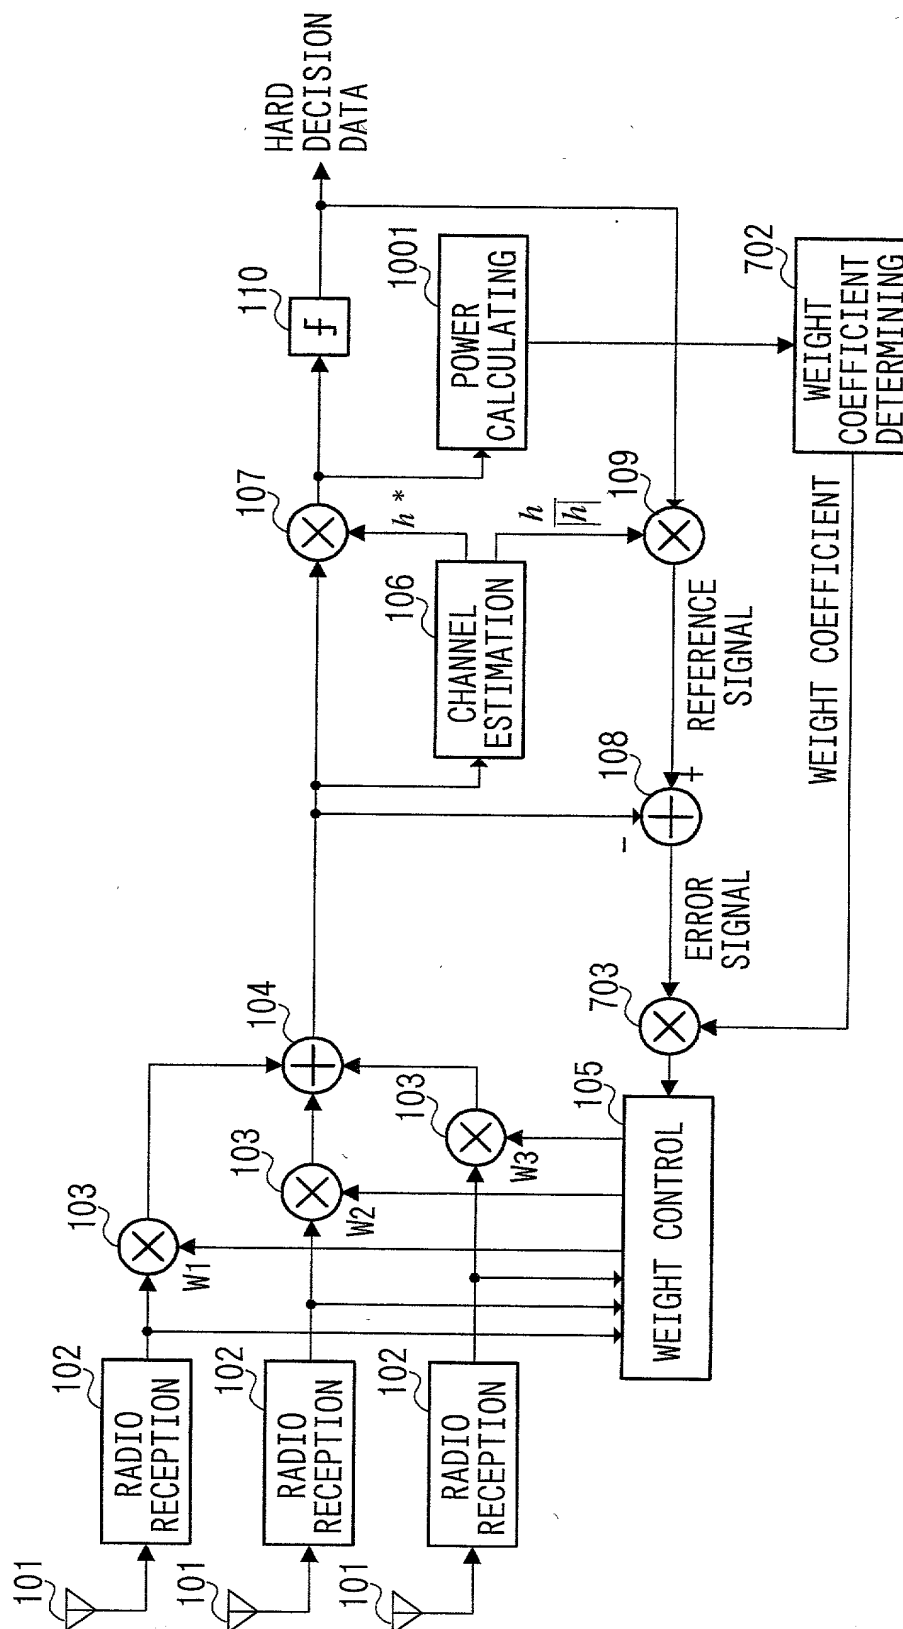 101
RADIO
RECEPTION
102
101
RADIO
RECEPTION
102
101
RADIO
RECEPTION
102
103
W1
103
W2
103
W3
104
WEIGHT CONTROL
105
703
ERROR
SIGNAL
108
-
+
REFERENCE
SIGNAL
CHANNEL
ESTIMATION
106
h*
h
|h|
107
109
110
POWER
CALCULATING
1001
HARD
DECISION
DATA
WEIGHT COEFFICIENT
WEIGHT
COEFFICIENT
DETERMINING
702